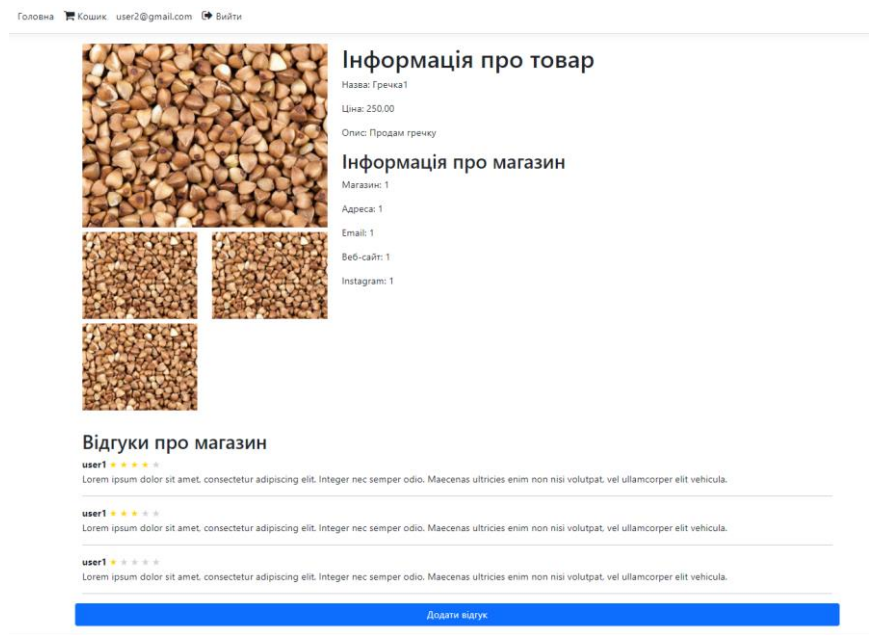 Головна Кошик user2@gmail.com Вийти
Інформація про товар
Назва: Гречка1
Ціна: 250,00
Опис: Продам гречку
Інформація про магазин
Магазин: 1
Адреса: 1
Email: 1
Веб-сайт: 1
Instagram: 1
Відгуки про магазин
user1
Lorem ipsum dolor sit amet, consectetur adipiscing elit. Integer nec semper odio. Maecenas ultricies enim non nisi volutpat, vel ullamcorper elit vehicula.
user1
Lorem ipsum dolor sit amet, consectetur adipiscing elit. Integer nec semper odio. Maecenas ultricies enim non nisi volutpat, vel ullamcorper elit vehicula.
user1
Lorem ipsum dolor sit amet, consectetur adipiscing elit. Integer nec semper odio. Maecenas ultricies enim non nisi volutpat, vel ullamcorper elit vehicula.
Додати відгук